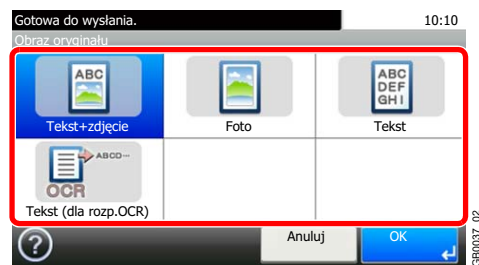 Gotowa do wysłania. 10:10
Obraz oryginału
ABC
ABC
DEF
GHI
Tekst+zdjęcie Foto Tekst
ABCD···
OCR
Tekst (dla rozp.OCR)
? Anuluj OK
GB0037_02